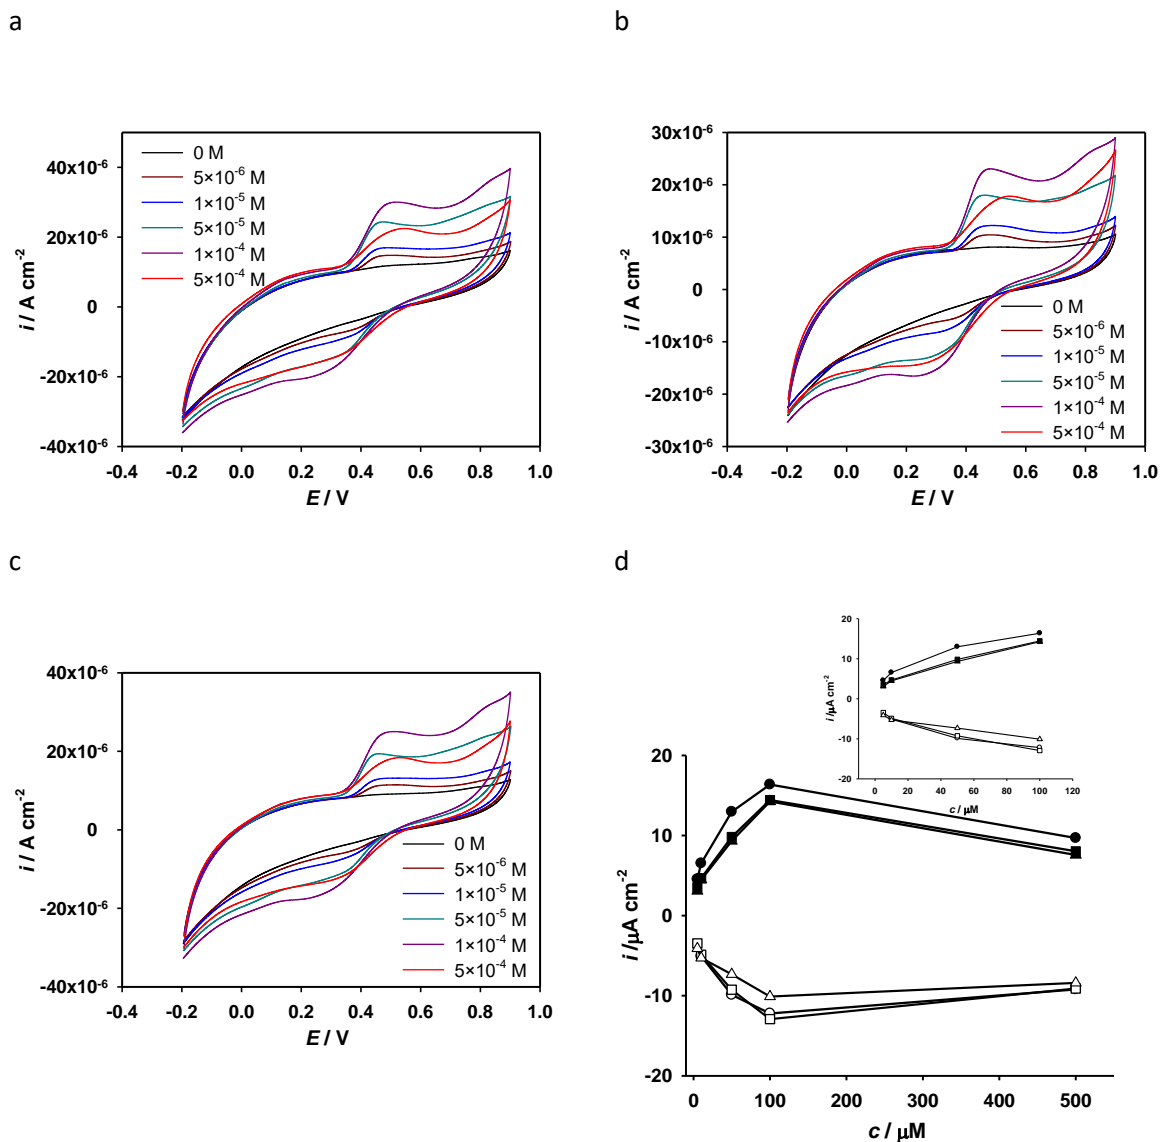 a
b
40x10-6
20x10-6
0
-20x10-6
-40x10-6
i / A cm-2
0 M
5×10-6 M
1×10-5 M
5×10-5 M
1×10-4 M
5×10-4 M
-0.4 -0.2 0.0 0.2 0.4 0.6 0.8 1.0
E / V
30x10-6
20x10-6
10x10-6
0
-10x10-6
-20x10-6
-30x10-6
i / A cm-2
0 M
5×10-6 M
1×10-5 M
5×10-5 M
1×10-4 M
5×10-4 M
-0.4 -0.2 0.0 0.2 0.4 0.6 0.8 1.0
E / V
c
d
40x10-6
20x10-6
0
-20x10-6
-40x10-6
i / A cm-2
0 M
5×10-6 M
1×10-5 M
5×10-5 M
1×10-4 M
5×10-4 M
-0.4 -0.2 0.0 0.2 0.4 0.6 0.8 1.0
E / V
20
10
0
-10
-20
i /µA cm-2
0 20 40 60 80 100 120
c / µM
20
10
0
-10
-20
i /µA cm-2
0 100 200 300 400 500
c / µM